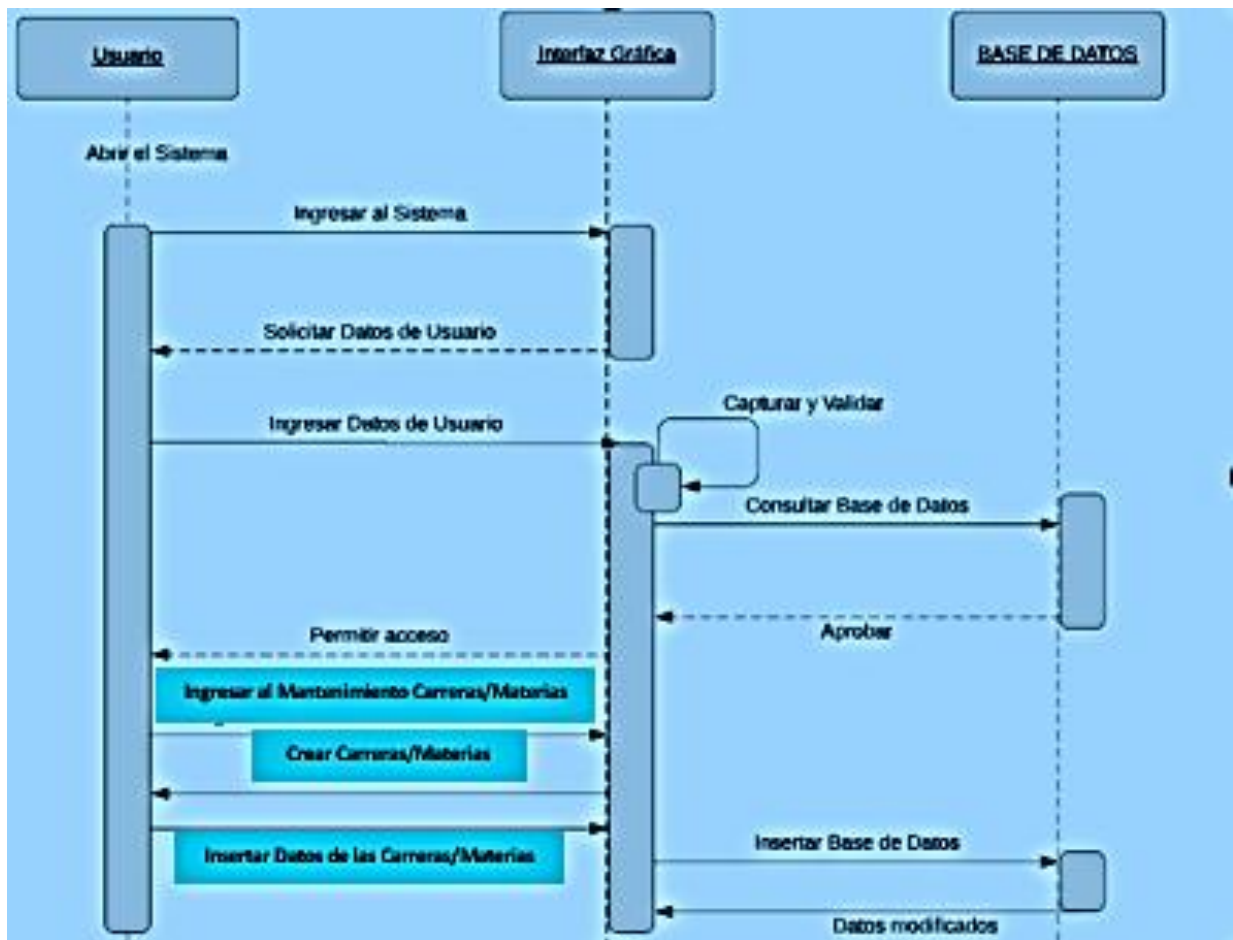 Usuario
Interfaz Gráfica
BASE DE DATOS
Abrir el Sistema
Ingresar al Sistema
Solicitar Datos de Usuario
Capturar y Validar
Ingresar Datos de Usuario
Consultar Base de Datos
Aprobar
Permitir acceso
Ingresar al Mantenimiento Carreras/Materias
Crear Carreras/Materias
Insertar Base de Datos
Insertar Datos de las Carreras/Materias
Datos modificados